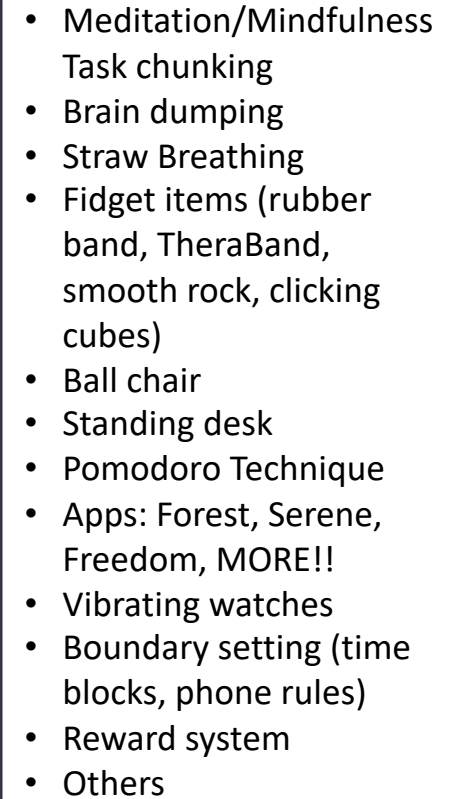 • Meditation/Mindfulness
Task chunking
• Brain dumping
• Straw Breathing
• Fidget items (rubber
band, TheraBand,
smooth rock, clicking
cubes)
• Ball chair
• Standing desk
• Pomodoro Technique
• Apps: Forest, Serene,
Freedom, MORE!!
• Vibrating watches
• Boundary setting (time
blocks, phone rules)
• Reward system
• Others